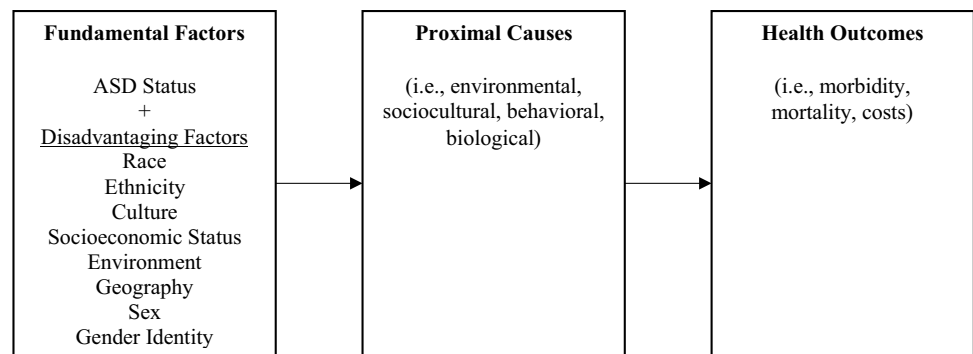 Fundamental Factors
ASD Status
+
Disadvantaging Factors
Race
Ethnicity
Culture
Socioeconomic Status
Environment
Geography
Sex
Gender Identity
Proximal Causes
(i.e., environmental,
sociocultural, behavioral,
biological)
Health Outcomes
(i.e., morbidity,
mortality, costs)